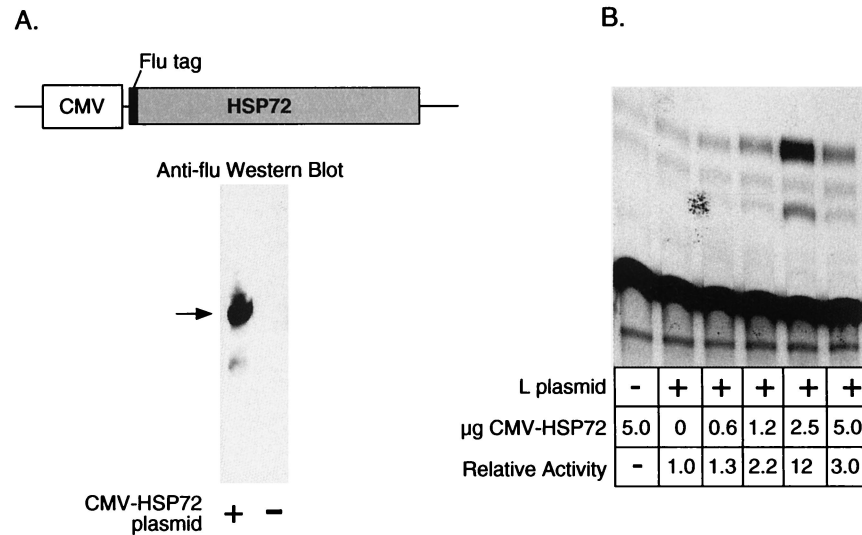 A.
Flu tag
CMV
HSP72
Anti-flu Western Blot
CMV-HSP72
plasmid
+ -
B.
L plasmid - + + + + +
µg CMV-HSP72 5.0 0 0.6 1.2 2.5 5.0
Relative Activity - 1.0 1.3 2.2 12 3.0